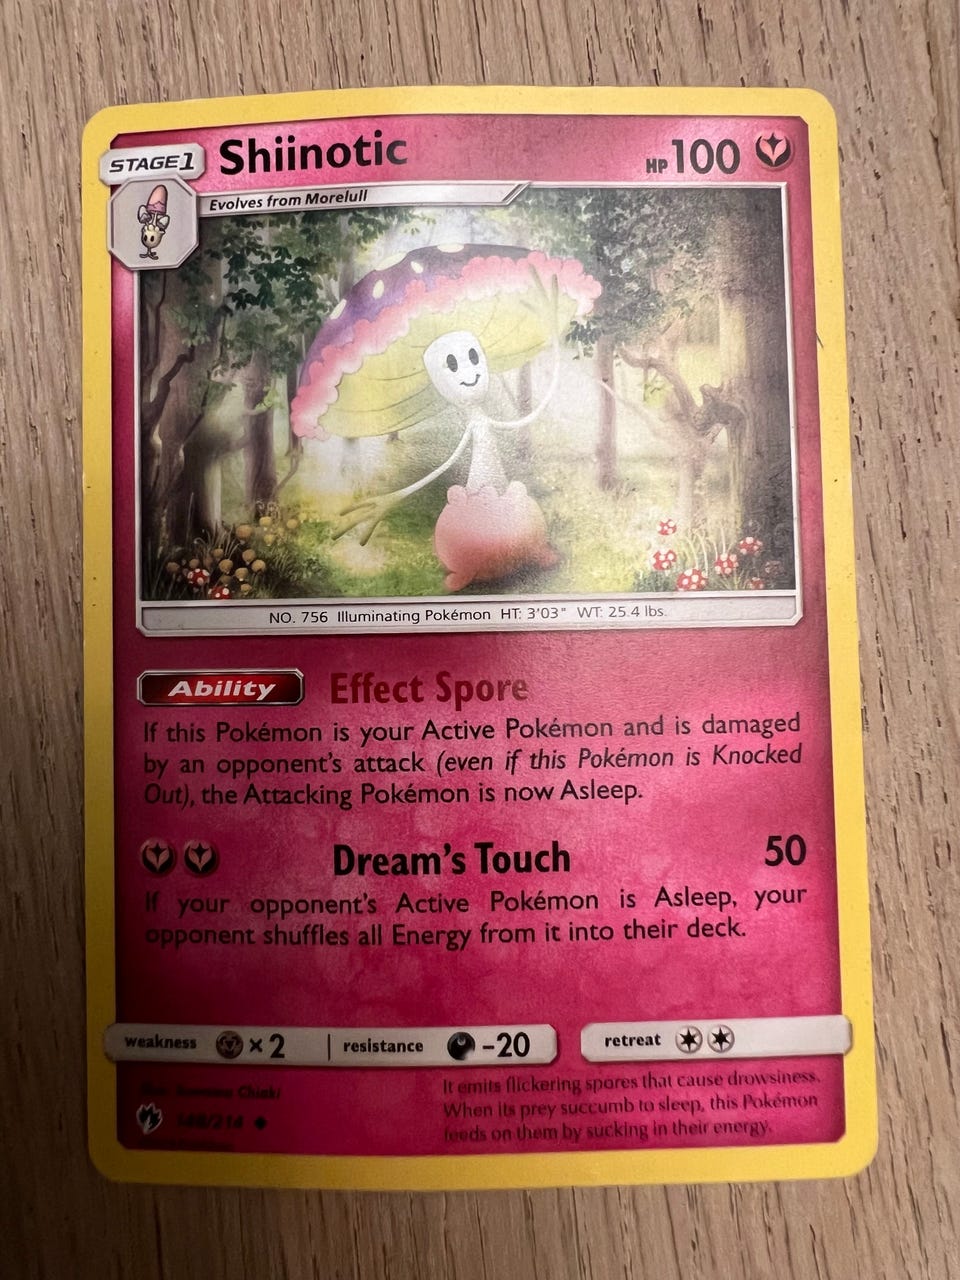 STAGE1 Shiinotic HP 100
Evolves from Morelull
NO. 756 Illuminating Pokémon HT: 3'03" WT: 25.4 lbs.
Ability Effect Spore
If this Pokémon is your Active Pokémon and is damaged
by an opponent's attack (even if this Pokémon is Knocked
Out), the Attacking Pokémon is now Asleep.
Dream's Touch 50
If your opponent's Active Pokémon is Asleep, your
opponent shuffles all Energy from it into their deck.
weakness ×2 resistance -20 retreat
It emits flickering spores that cause drowsiness.
When its prey succumb to sleep, this Pokémon
feeds on them by sucking in their energy.